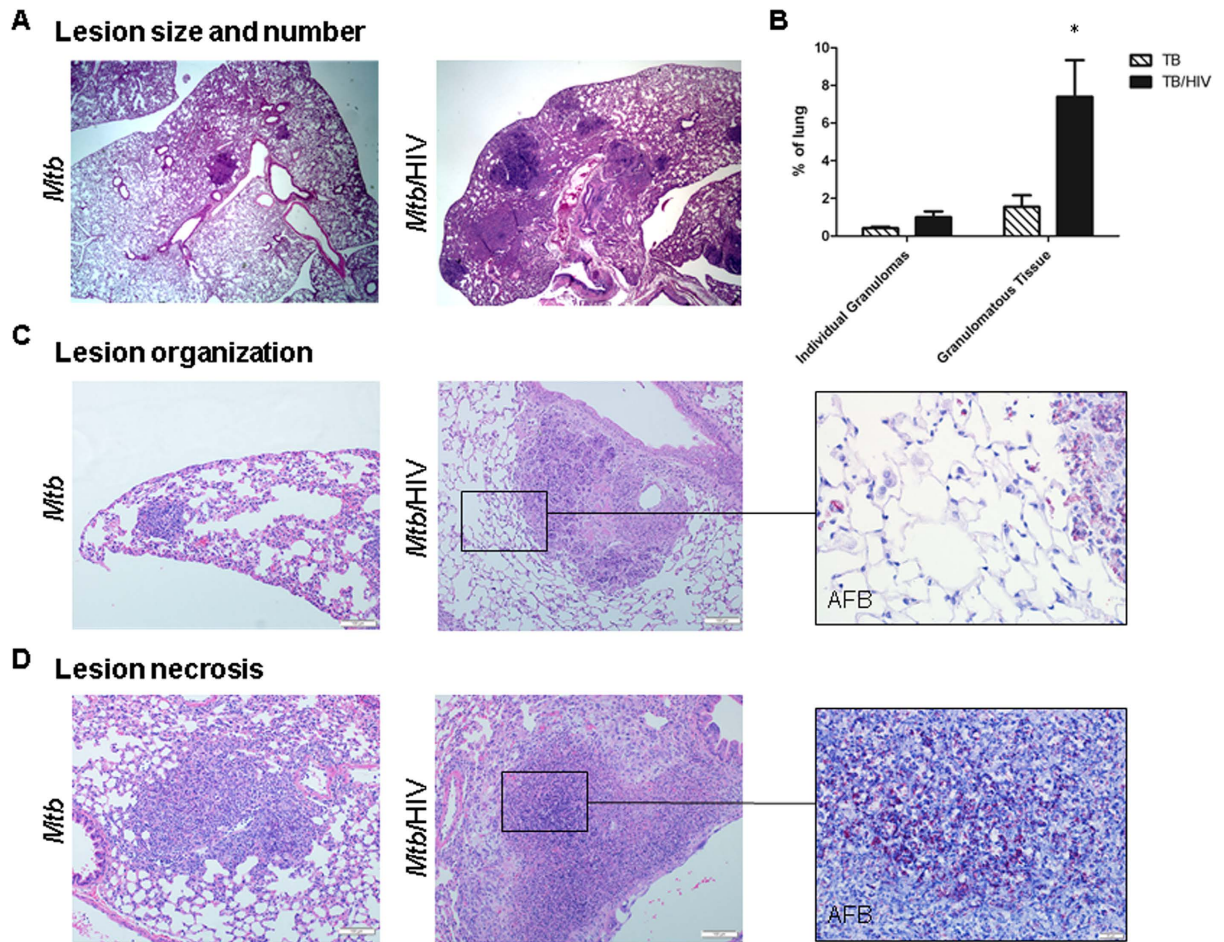 A Lesion size and number
Mtb
Mtb/HIV
B
*
TB
TB/HIV
% of lung
10
8
6
4
2
0
Individual Granulomas
Granulomatous Tissue
C Lesion organization
Mtb
Mtb/HIV
AFB
D Lesion necrosis
Mtb
Mtb/HIV
AFB